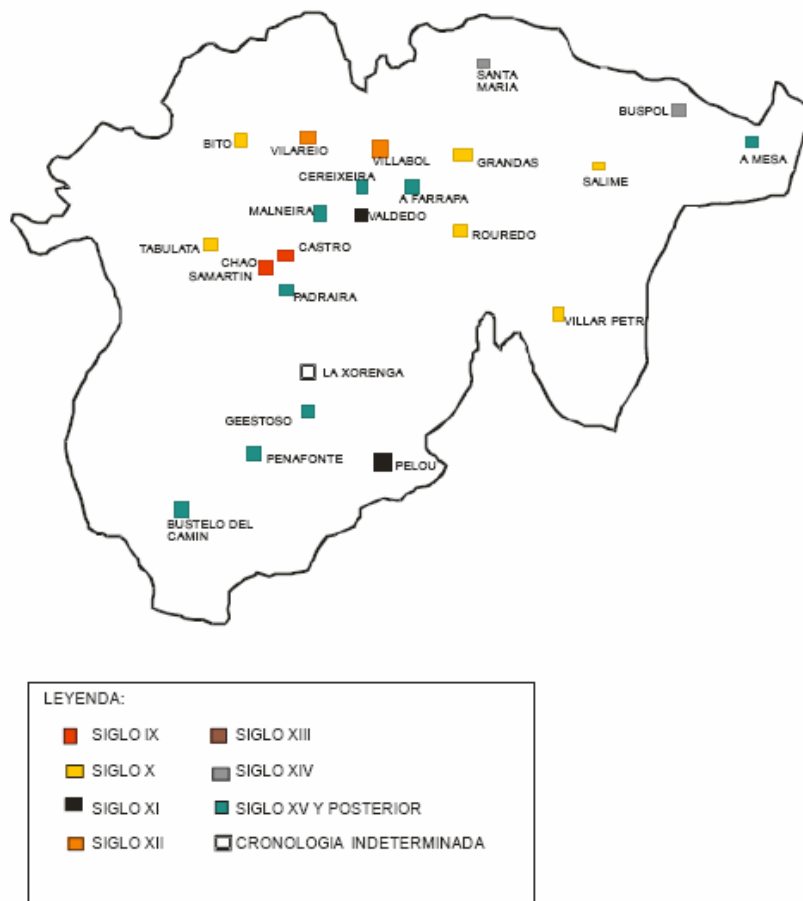 SANTA
MARIA
BUSPOL
BITO
VILAREIO
VILLABOL
GRANDAS
A MESA
CEREIXEIRA
SALIME
A FARRAPA
MALNEIRA
VALDEDO
ROUREDO
TABULATA
CASTRO
CHAO
SAMARTIN
PADRAIRA
VILLAR PETRI
LA XORENGA
GEESTOSO
PENAFONTE
PELOU
BUSTELO DEL
CAMIN
LEYENDA:
SIGLO IX
SIGLO XIII
SIGLO X
SIGLO XIV
SIGLO XI
SIGLO XV Y POSTERIOR
SIGLO XII
CRONOLOGIA INDETERMINADA